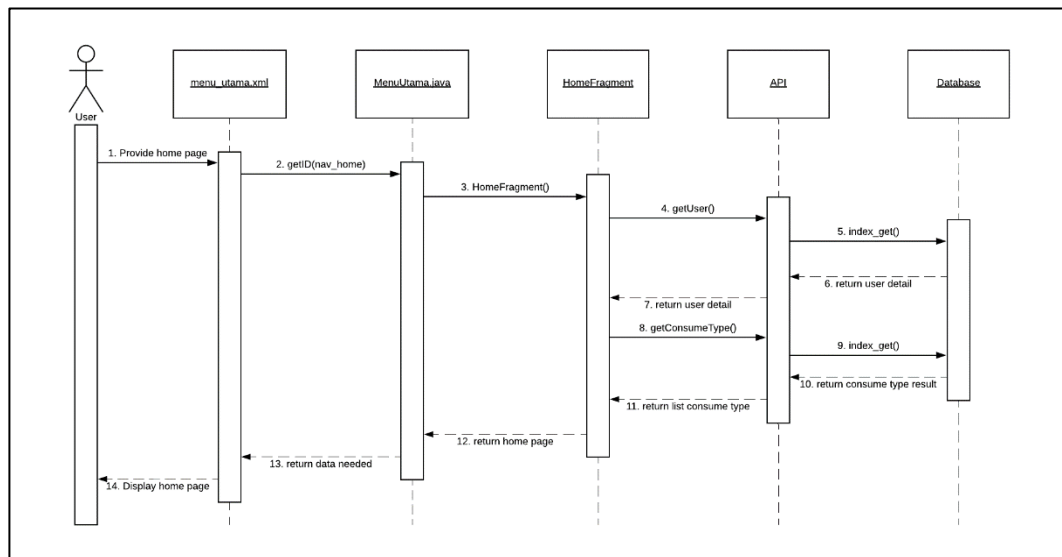 menu_utama.xml
MenuUtama.java
HomeFragment
API
Database
User
1. Provide home page
2. getID(nav_home)
3. HomeFragment()
4. getUser()
5. index_get()
6. return user detail
7. return user detail
8. getConsumeType()
9. index_get()
10. return consume type result
11. return list consume type
12. return home page
13. return data needed
14. Display home page